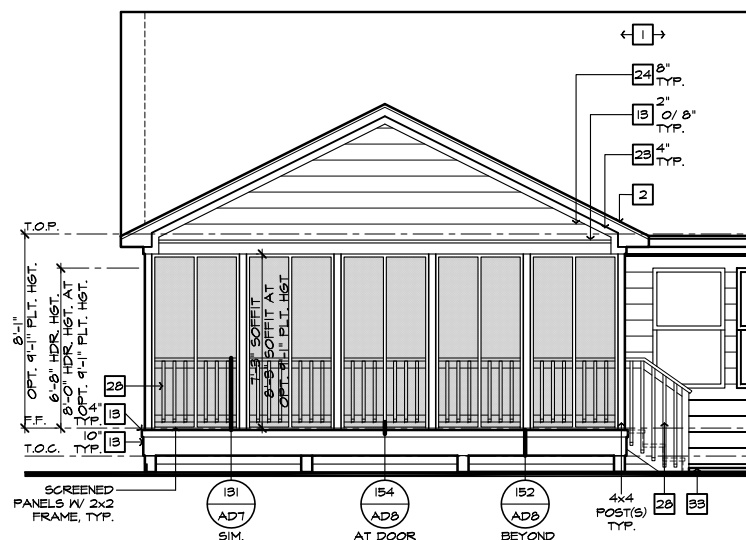 1
24 8"
TYP.
13 2"
O/ 8"
TYP.
23 4"
TYP.
2
T.O.P.
8'-1"
OPT. 9'-1" PLT. HGT.
6'-8" HDR. HGT.
8'-0" HDR. HGT. AT
OPT. 9'-1" PLT. HGT.
7'-3" SOFFIT
8'-3" SOFFIT AT
OPT. 9'-1" PLT. HGT
28
F.F.
4"
TYP.
13
10"
TYP.
13
T.O.C.
SCREENED
PANELS W/ 2x2
FRAME, TYP.
131
AD7
SIM.
154
AD8
AT DOOR
152
AD8
BEYOND
4x4
POST(S)
TYP.
28
33